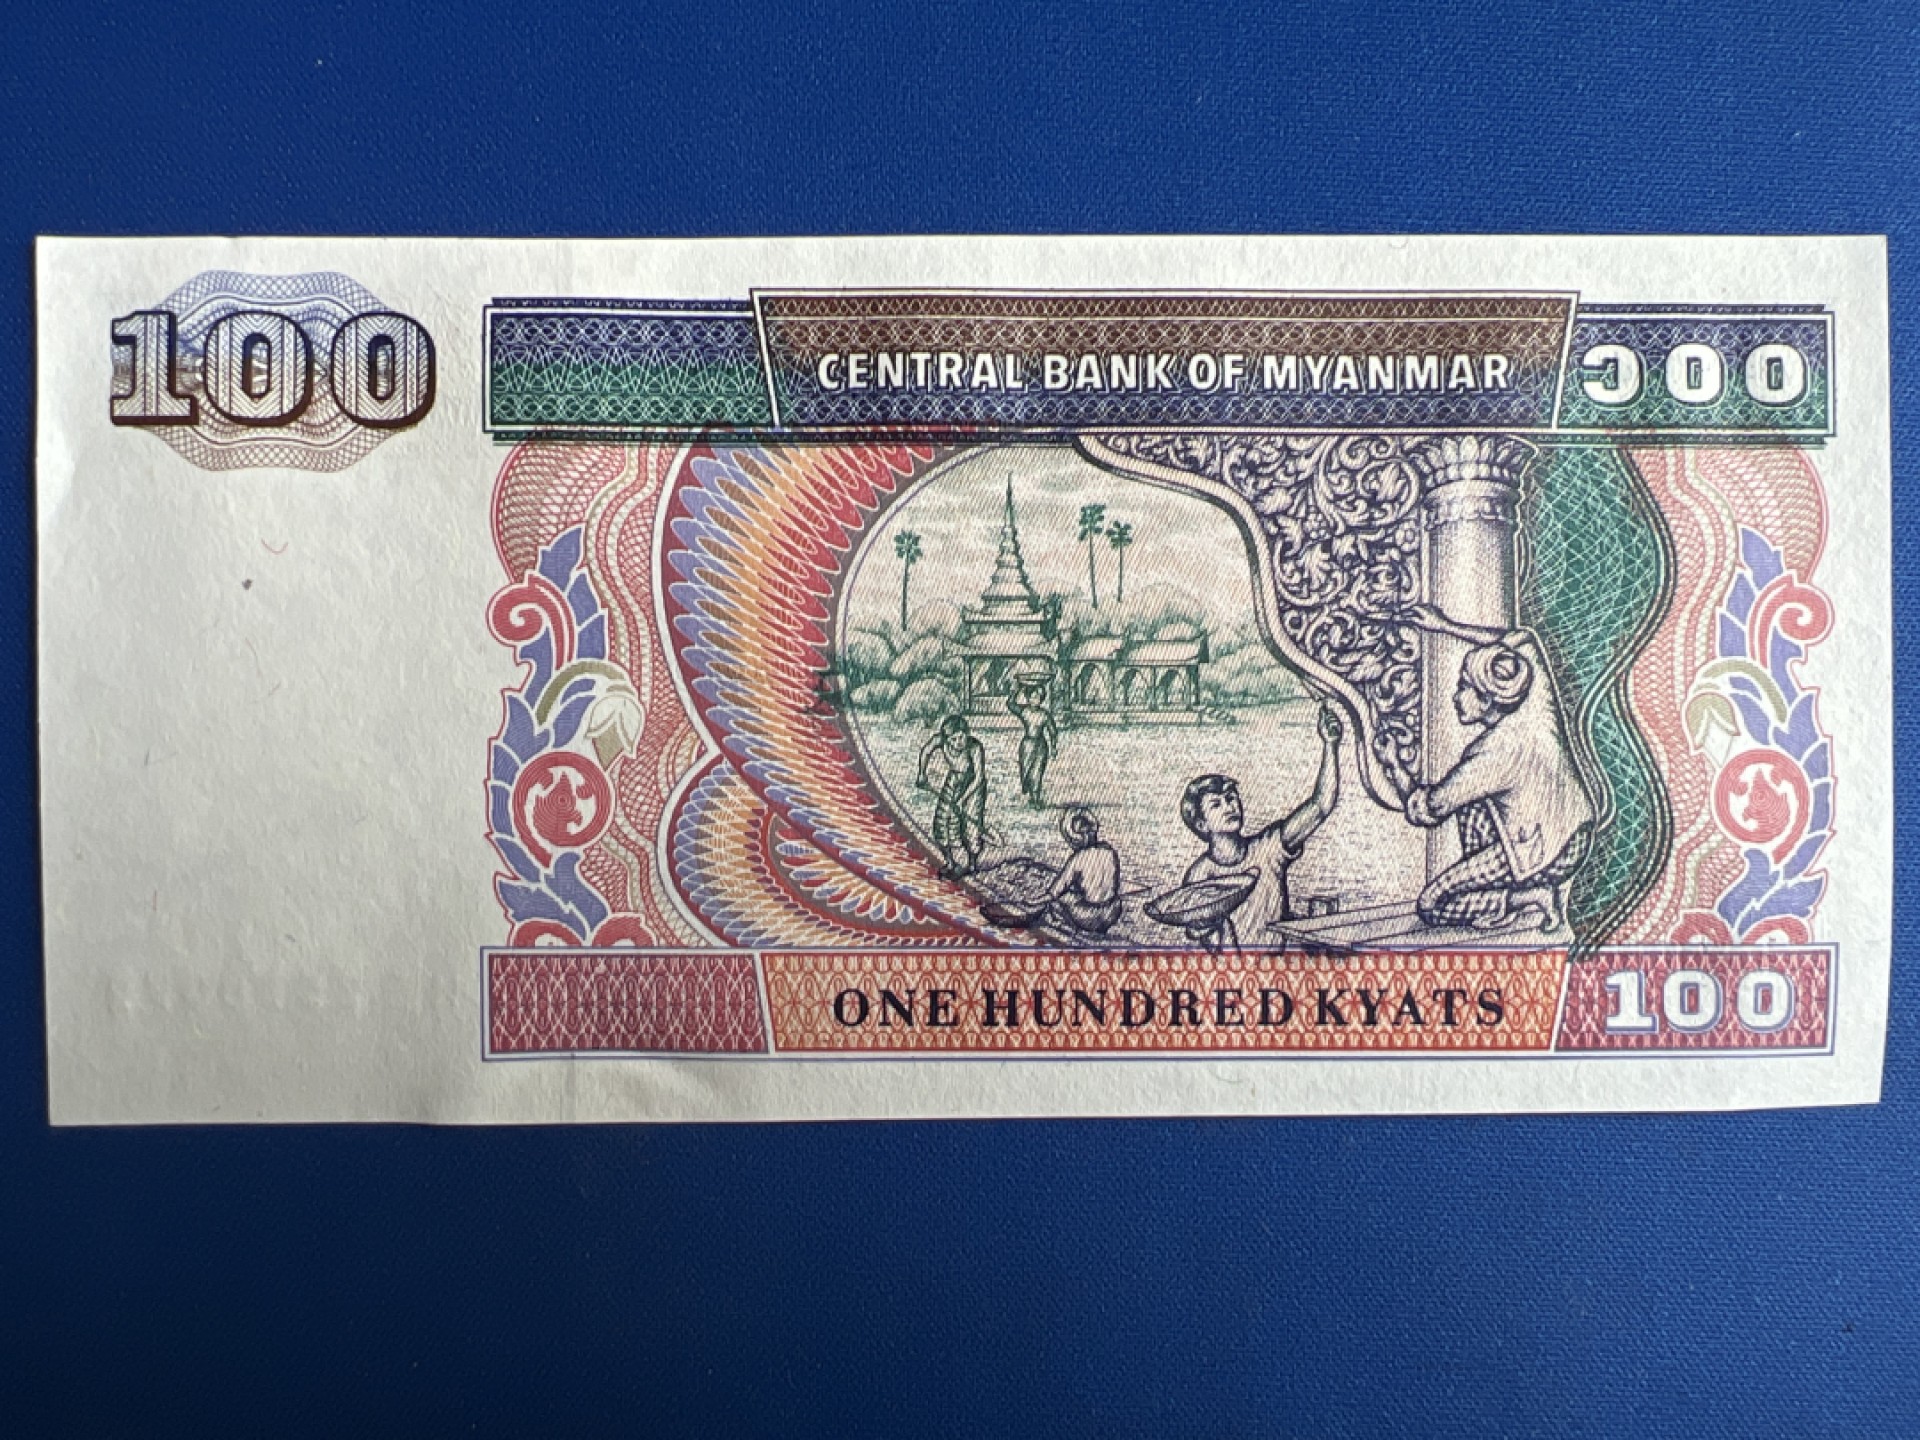 100
CENTRAL BANK OF MYANMAR
၁၀၀
ONE HUNDRED KYATS
100